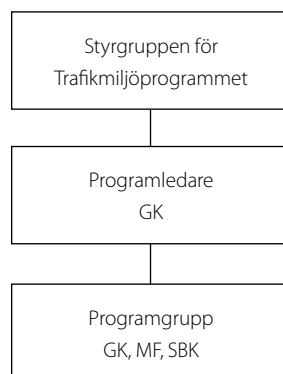 Styrgruppen för
Trafikmiljöprogrammet
Programledare
GK
Programgrupp
GK, MF, SBK